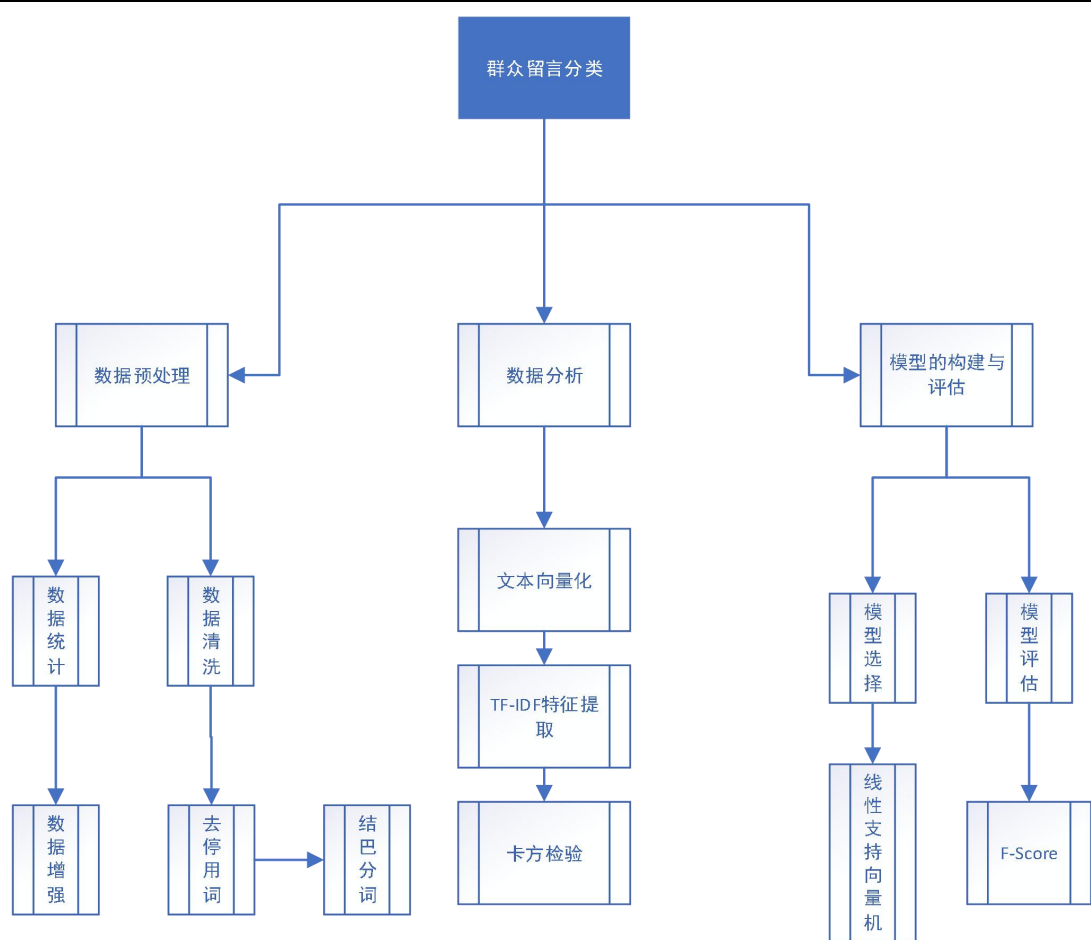 群众留言分类
数据预处理
数据分析
模型的构建与
评估
数据统计
数据清洗
文本向量化
模型选择
模型评估
TF-IDF特征提
取
数据增强
去停用词
结巴分词
卡方检验
线性支持向量机
F-Score